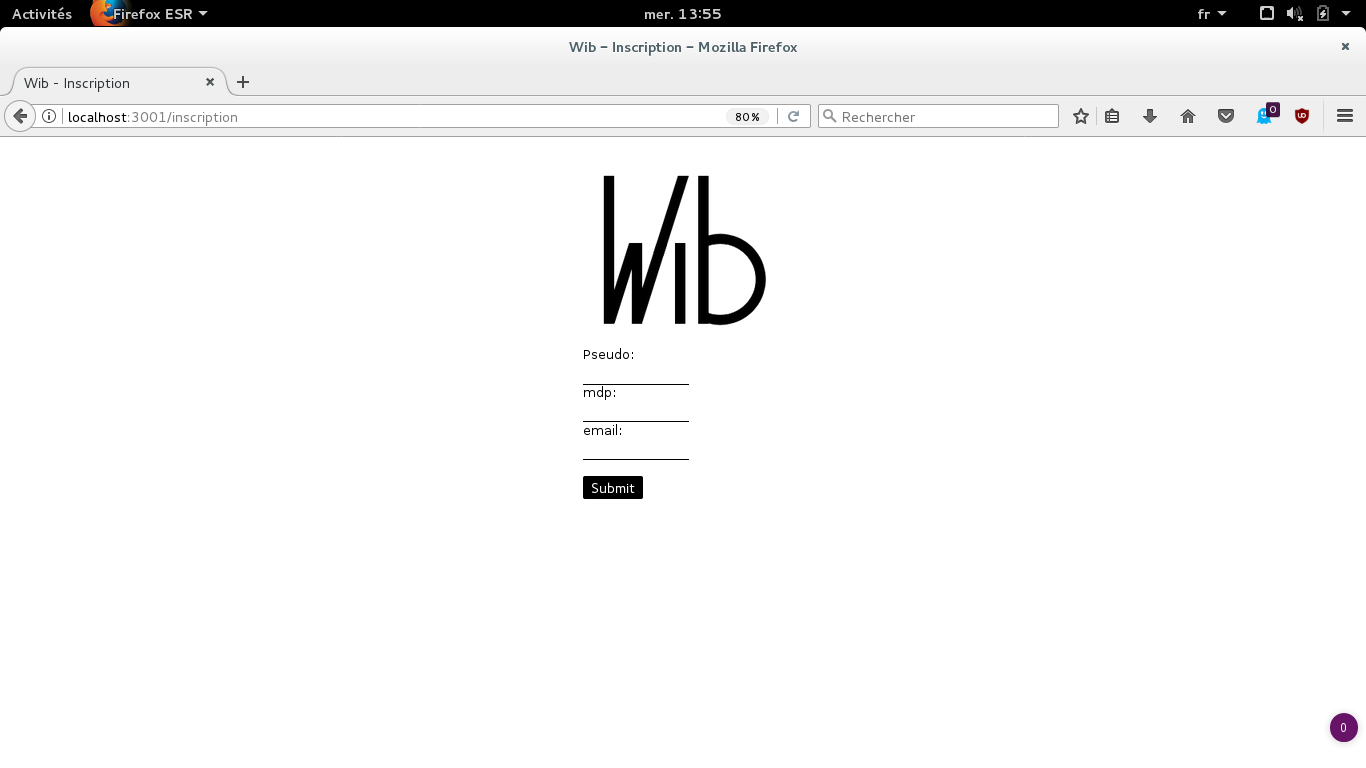 Activités Firefox ESR mer. 13:55 fr
Wib – Inscription – Mozilla Firefox
Wib - Inscription
localhost:3001/inscription 80% Rechercher 0
Wib
Pseudo:
mdp:
email:
Submit
0